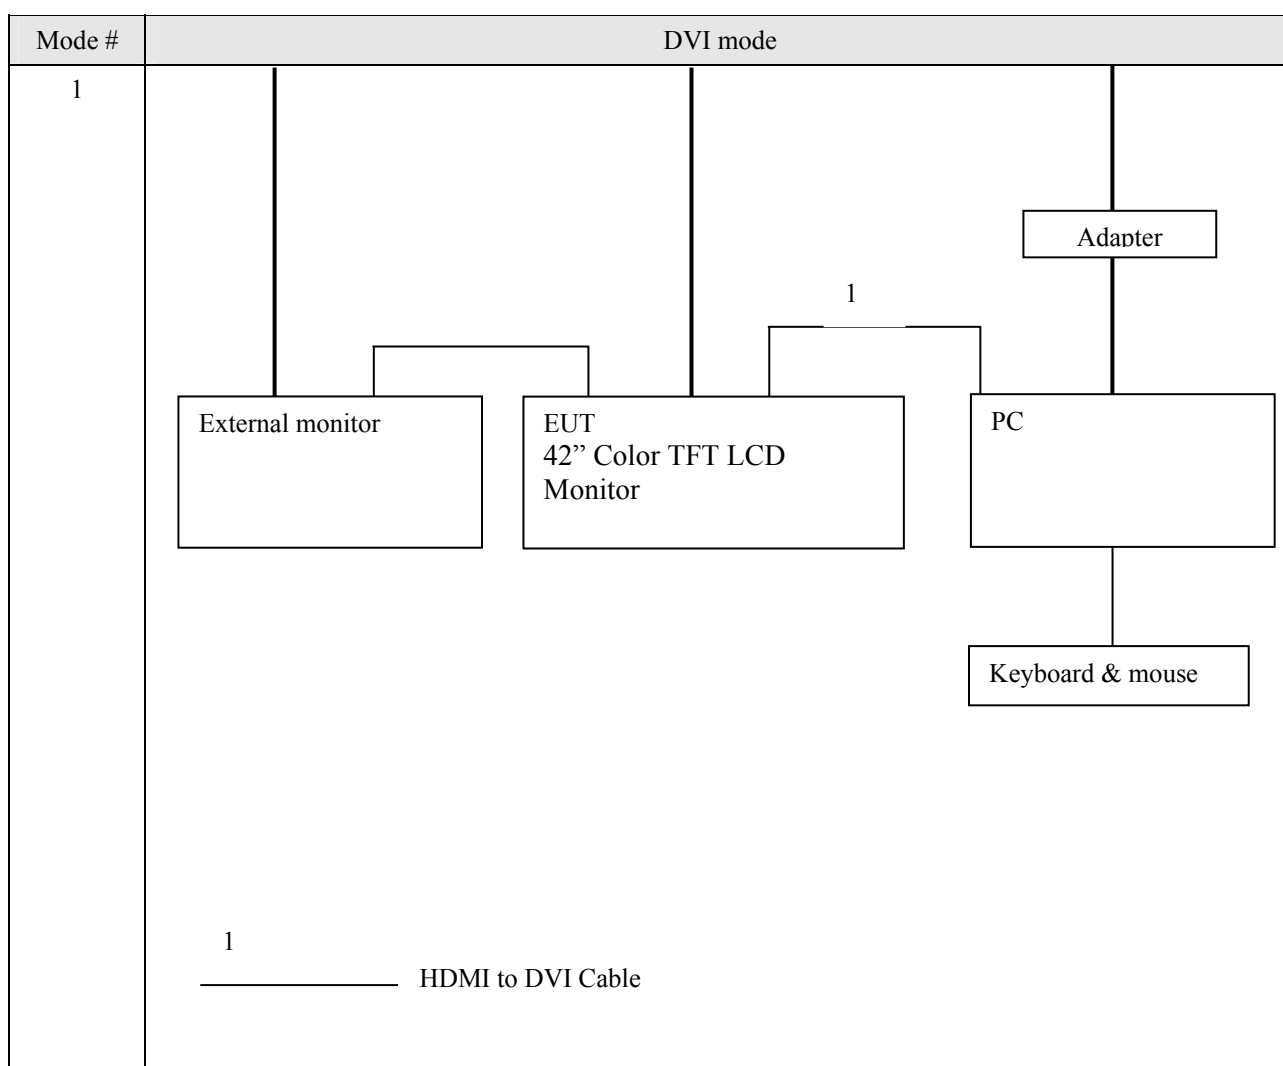 Mode # DVI mode
1
Adapter
1
External monitor
EUT
42” Color TFT LCD
Monitor
PC
Keyboard & mouse
1
HDMI to DVI Cable